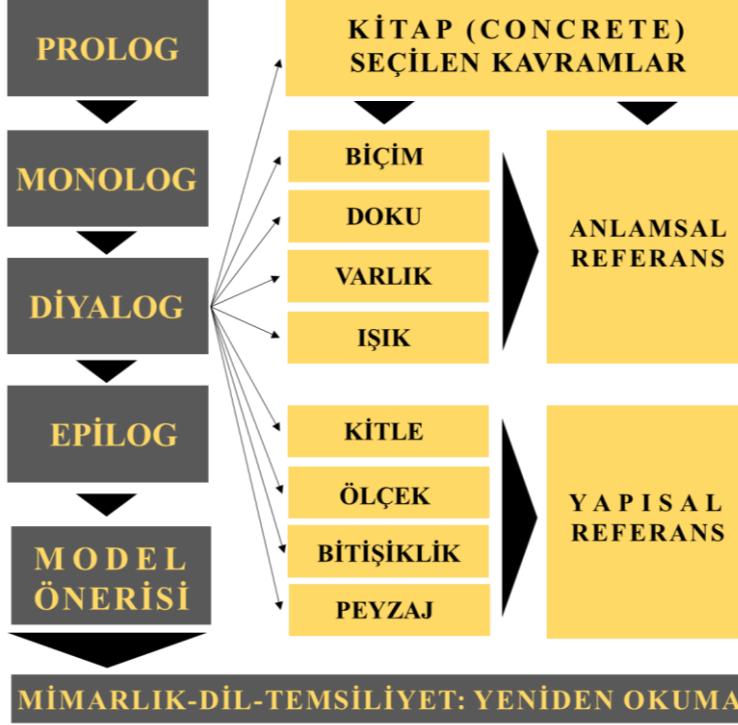 PROLOG
MONOLOG
DİYALOG
EPİLOG
MODEL
ÖNERİSİ
KİTAP (CONCRETE)
SEÇİLEN KAVRAMLAR
BİÇİM
DOKU
VARLIK
IŞIK
ANLAMSAL
REFERANS
KİTLE
ÖLÇEK
BİTİŞİKLİK
PEYZAJ
YAPISAL
REFERANS
MİMARLIK-DİL-TEMSİLİYET: YENİDEN OKUMA